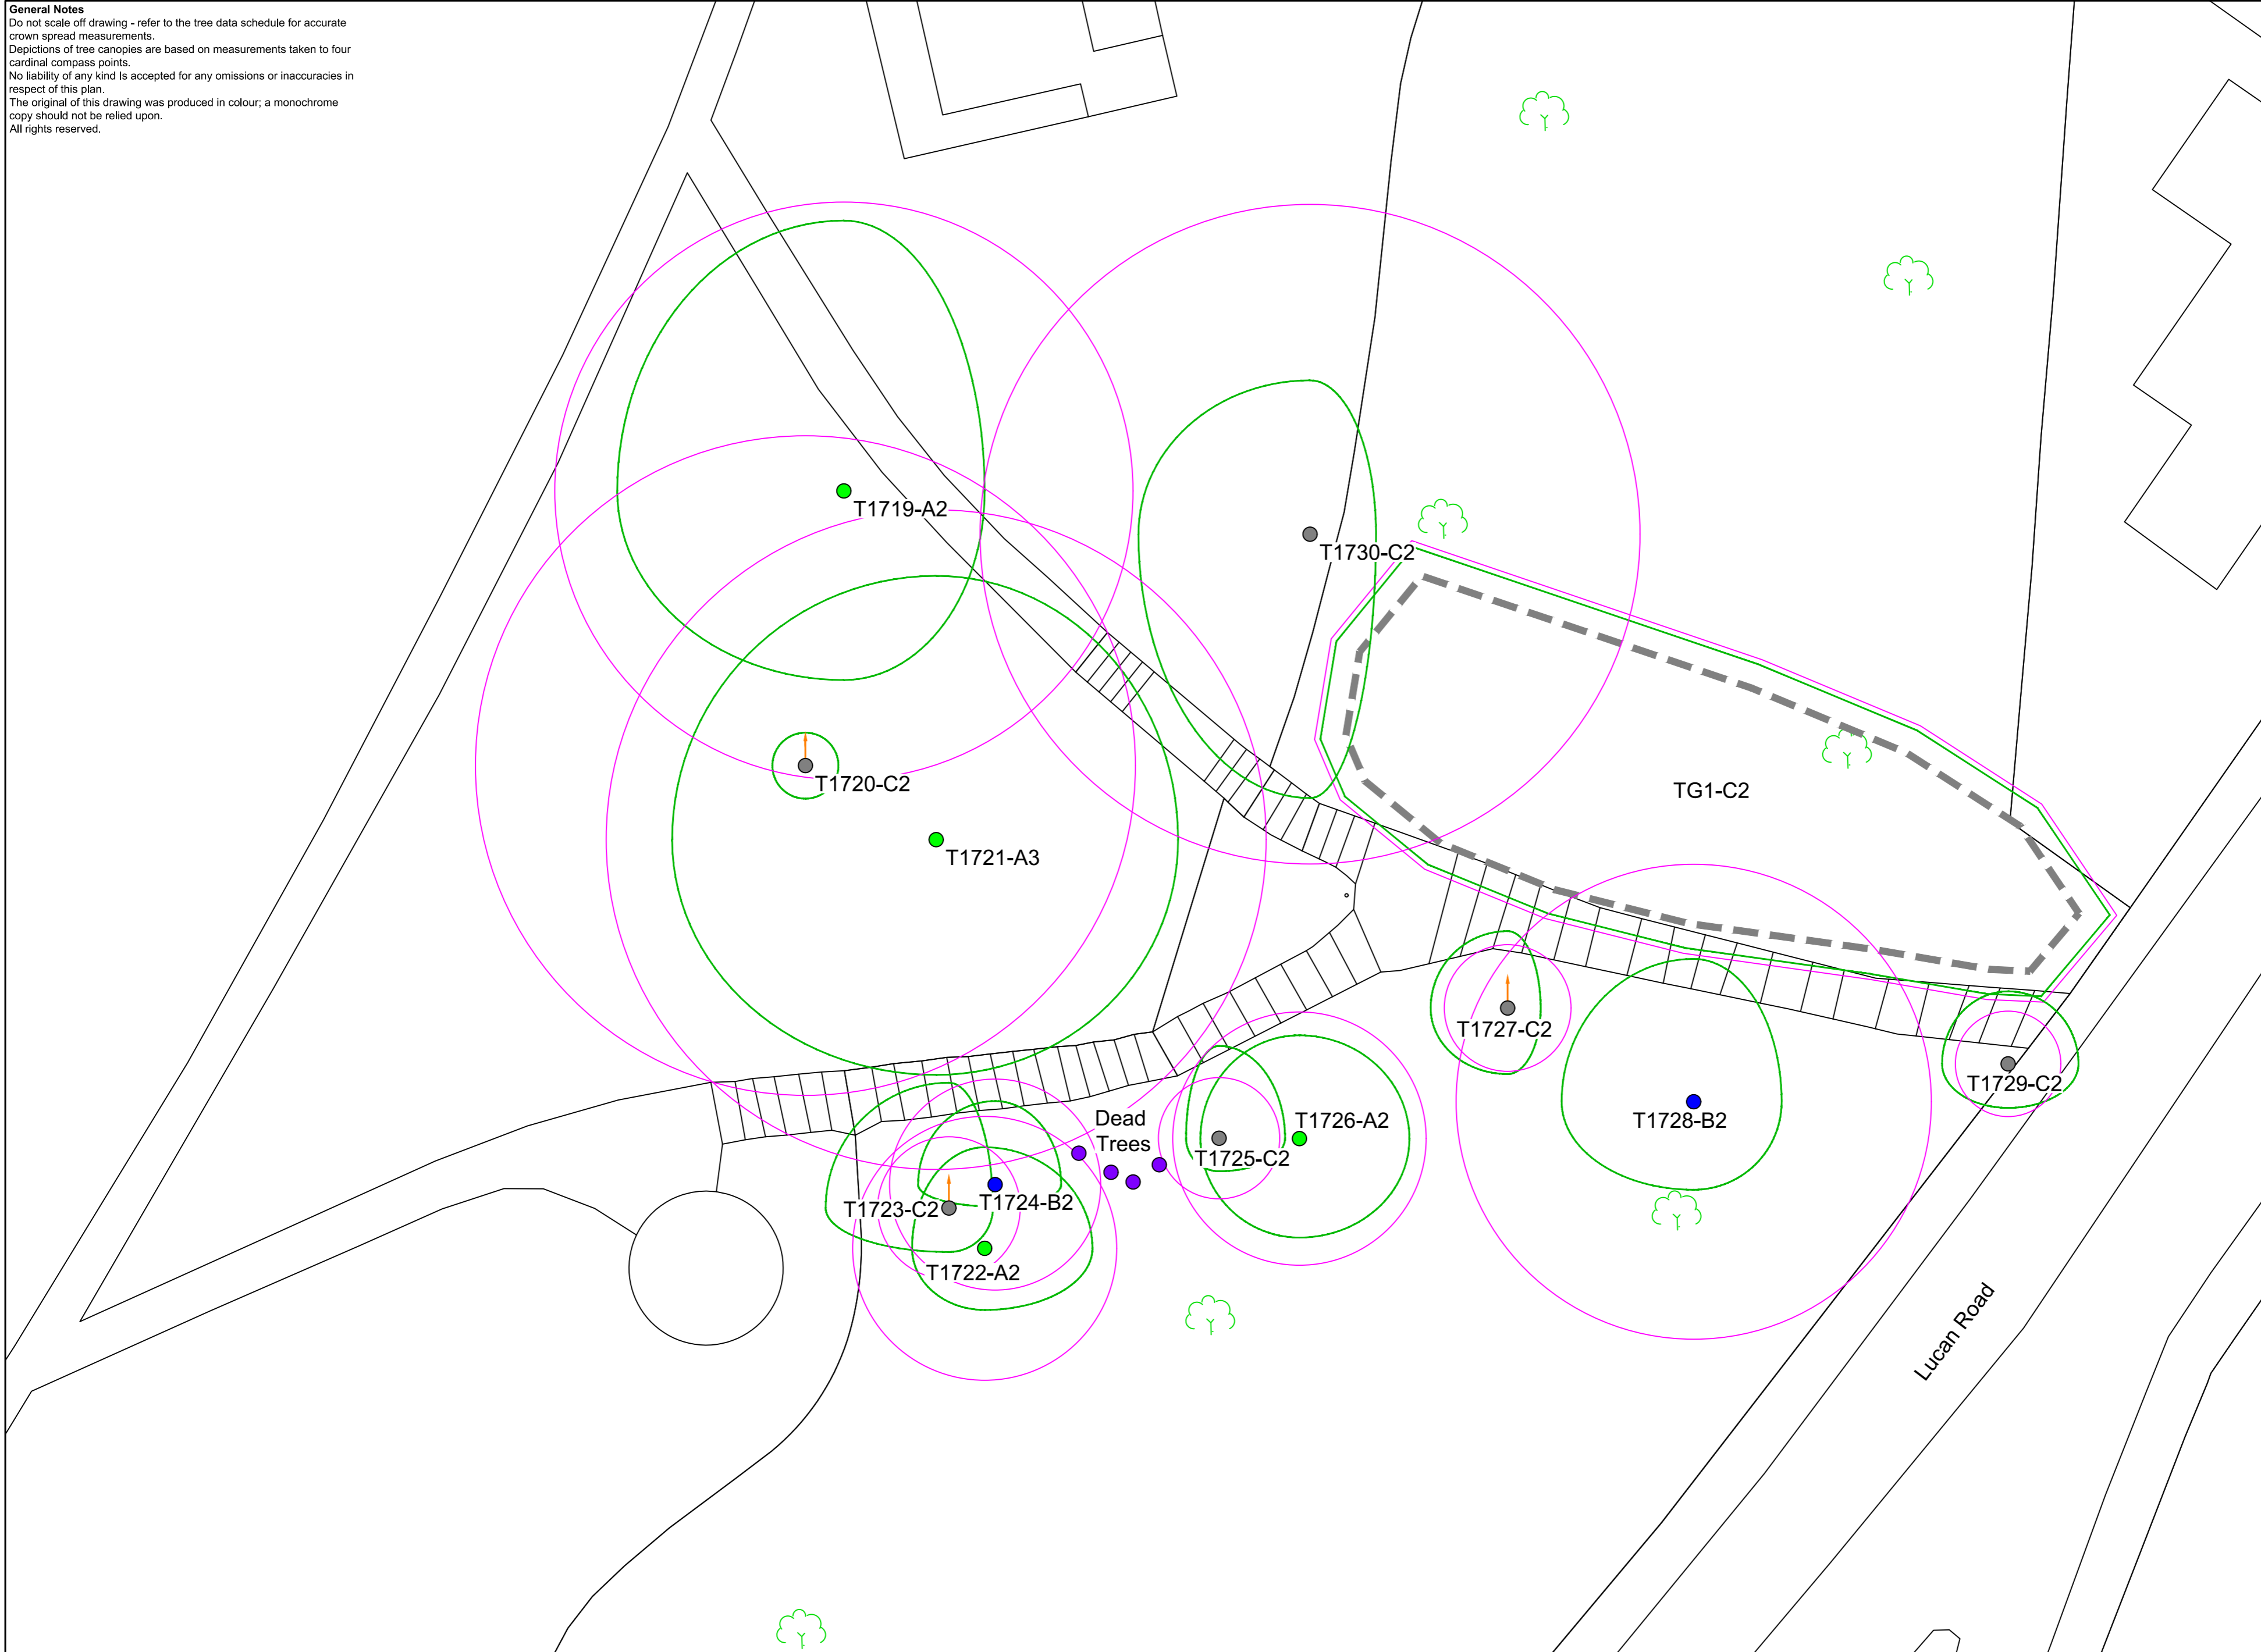 General Notes
Do not scale off drawing - refer to the tree data schedule for accurate
crown spread measurements.
Depictions of tree canopies are based on measurements taken to four
cardinal compass points.
No liability of any kind Is accepted for any omissions or inaccuracies in
respect of this plan.
The original of this drawing was produced in colour; a monochrome
copy should not be relied upon.
All rights reserved.
T1719-A2
T1730-C2
T1720-C2
TG1-C2
T1721-A3
T1727-C2
T1729-C2
Dead
Trees
T1726-A2
T1728-B2
T1725-C2
T1723-C2
T1724-B2
T1722-A2
Lucan Road